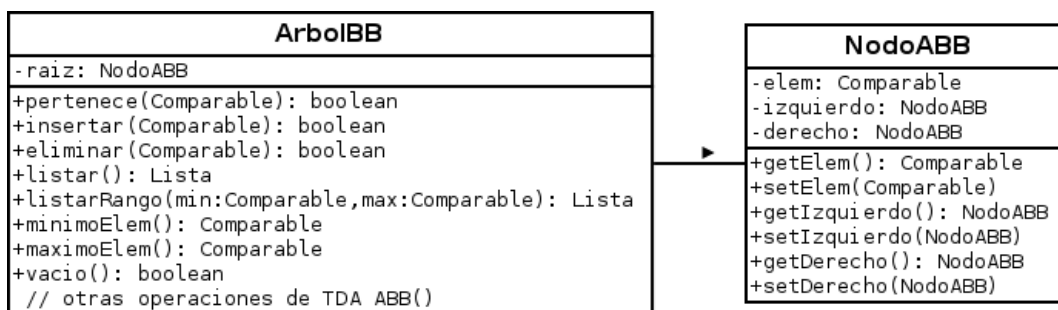 ArbolBB
-raiz: NodoABB
+pertenece(Comparable): boolean
+insertar(Comparable): boolean
+eliminar(Comparable): boolean
+listar(): Lista
+listarRango(min:Comparable,max:Comparable): Lista
+minimoElem(): Comparable
+maximoElem(): Comparable
+vacio(): boolean
// otras operaciones de TDA ABB()
NodoABB
-elem: Comparable
-izquierdo: NodoABB
-derecho: NodoABB
+getElem(): Comparable
+setElem(Comparable)
+getIzquierdo(): NodoABB
+setIzquierdo(NodoABB)
+getDerecho(): NodoABB
+setDerecho(NodoABB)